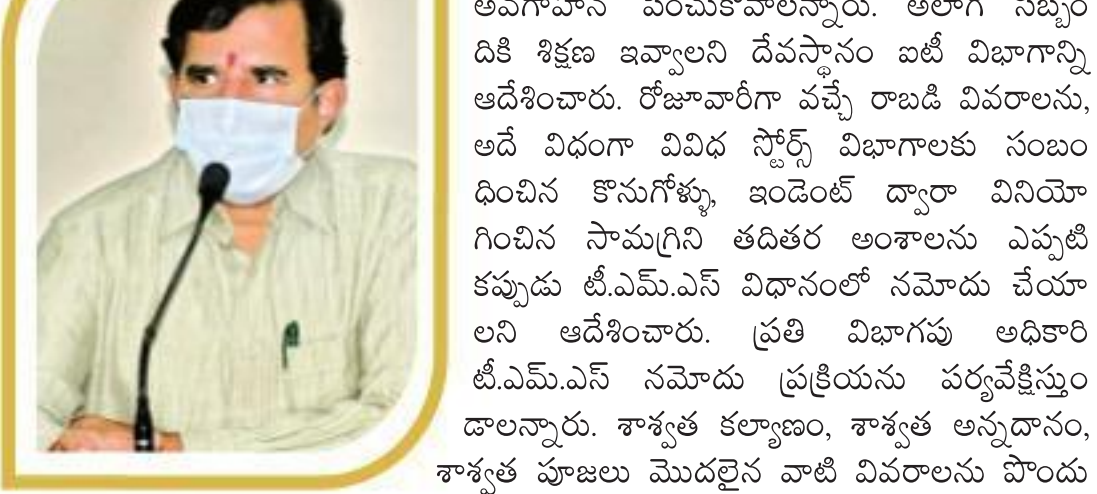 అవగాహన పెంచుకోవాలన్నారు. అలాగే సిబ్బం
దికి శిక్షణ ఇవ్వాలని దేవస్థానం ఐటీ విభాగాన్ని
ఆదేశించారు. రోజూవారీగా వచ్చే రాబడి వివరాలను,
అదే విధంగా వివిధ స్టోర్స్ విభాగాలకు సంబం
ధించిన కొనుగోళ్ళు, ఇండెంట్ ద్వారా వినియో
గించిన సామగ్రిని తదితర అంశాలను ఎప్పటి
కప్పుడు టీ.ఎమ్.ఎస్ విధానంలో నమోదు చేయా
లని ఆదేశించారు. ప్రతి విభాగపు అధికారి
టీ.ఎమ్.ఎస్ నమోదు ప్రక్రియను పర్యవేక్షిస్తుం
డాలన్నారు. శాశ్వత కల్యాణం, శాశ్వత అన్నదానం,
శాశ్వత పూజలు మొదలైన వాటి వివరాలను పొందు